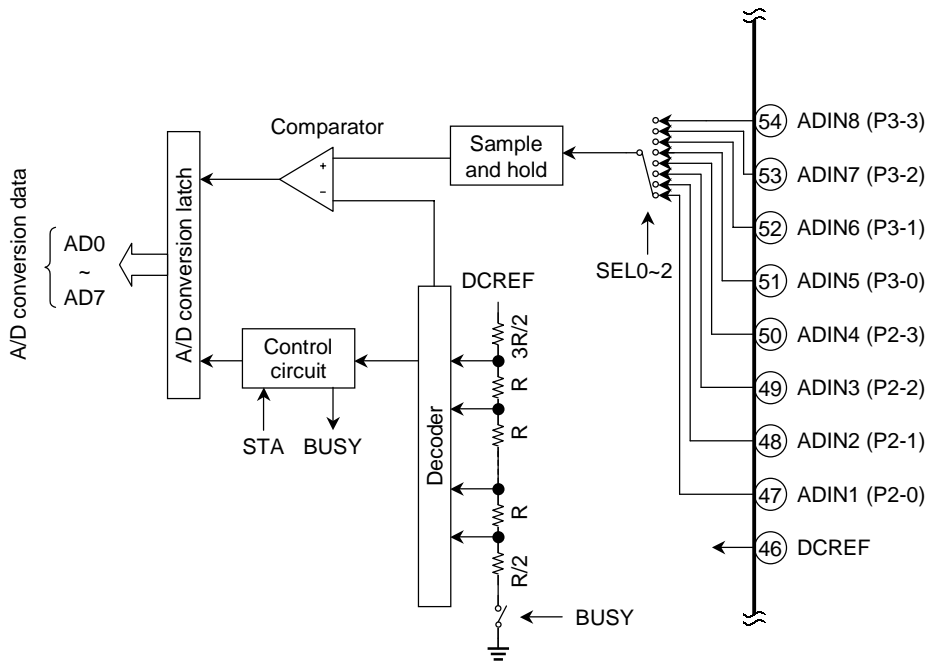 Comparator
Sample
and hold
54 ADIN8 (P3-3)
53 ADIN7 (P3-2)
52 ADIN6 (P3-1)
51 ADIN5 (P3-0)
50 ADIN4 (P2-3)
49 ADIN3 (P2-2)
48 ADIN2 (P2-1)
47 ADIN1 (P2-0)
46 DCREF
SEL0~2
+
−
A/D conversion data
AD0
~
AD7
A/D conversion latch
Control
circuit
STA BUSY
Decoder
DCREF
3R/2
R
R
R
R/2
BUSY